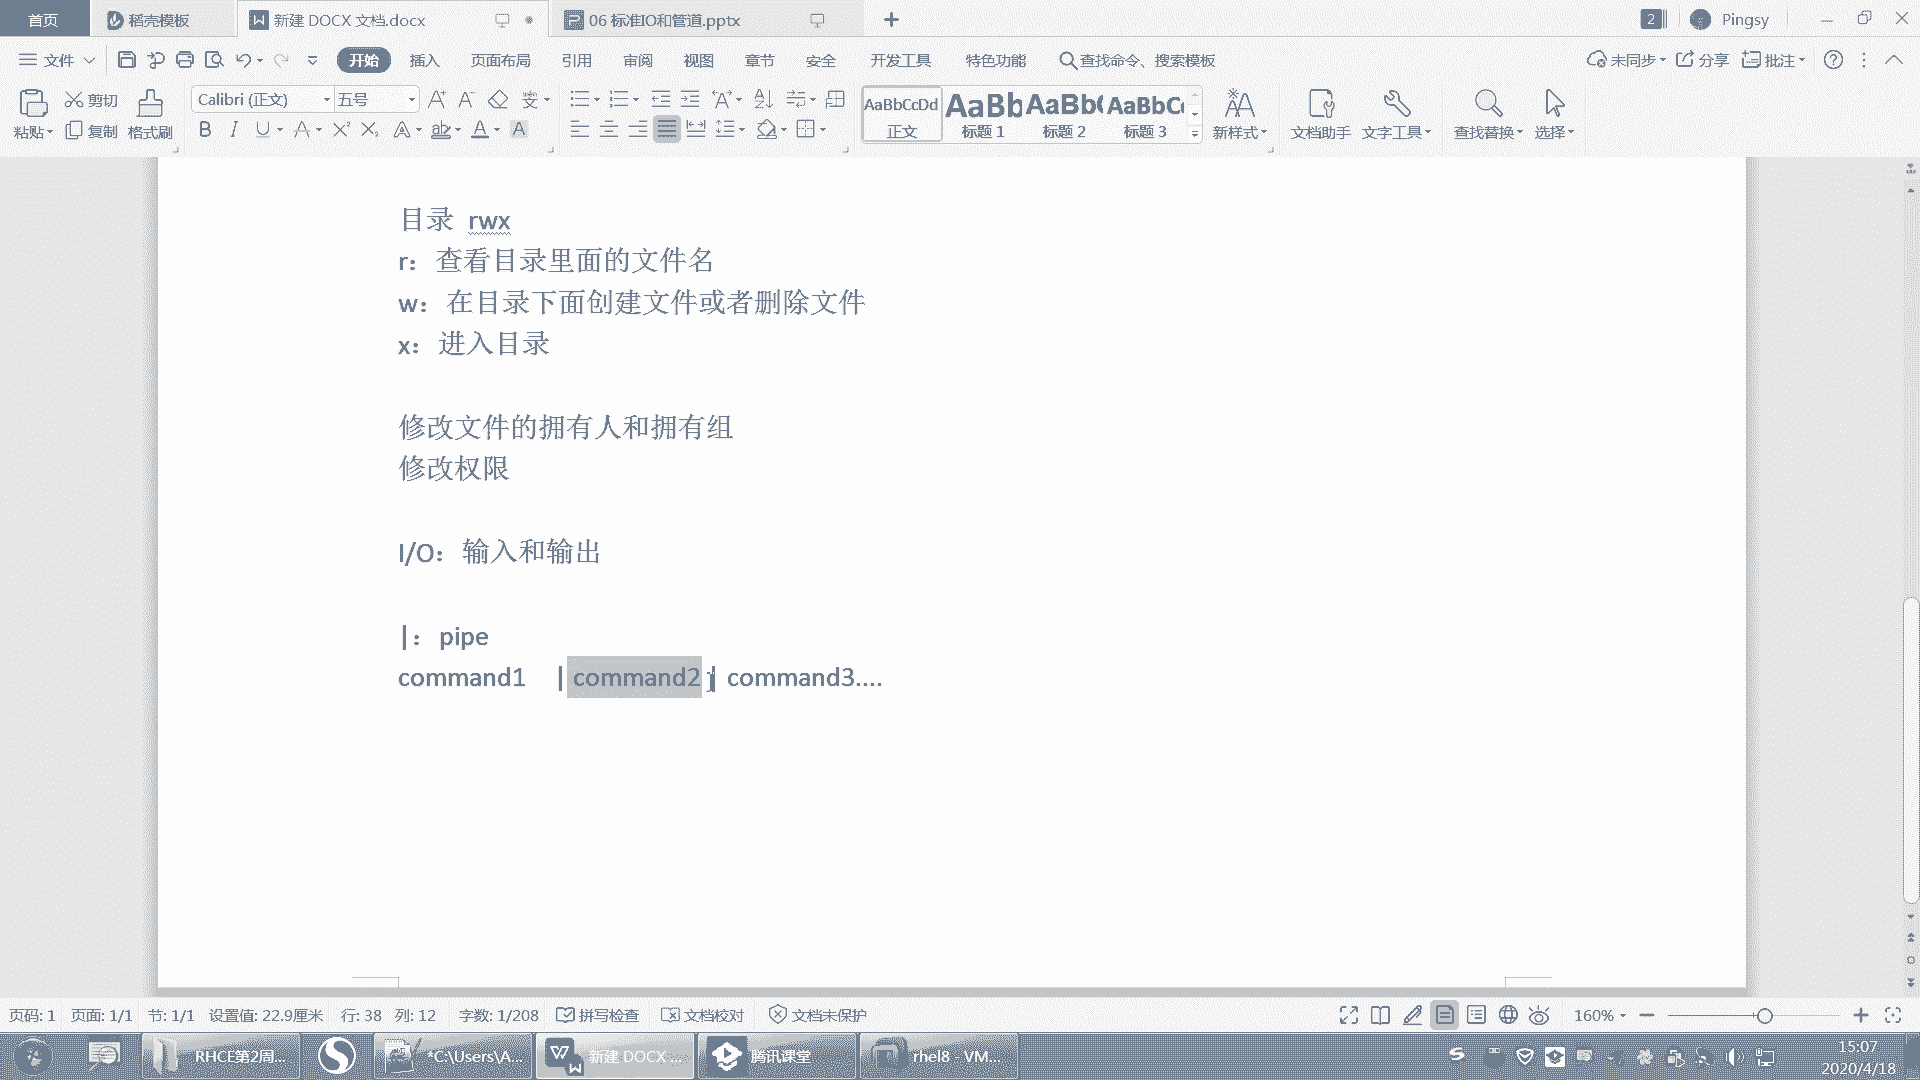 首页 稻壳模板 新建 DOCX 文档.docx 06 标准IO和管道.pptx 2 Pingsy
文件 开始 插入 页面布局 引用 审阅 视图 章节 安全 开发工具 特色功能 查找命令、搜索模板 未同步 分享 批注
剪切 Calibri (正文) 五号 AaBbCcDd AaBb AaBb( AaBbC
粘贴 复制 格式刷 正文 标题 1 标题 2 标题 3 新样式 文档助手 文字工具 查找替换 选择
目录 rwx
r：查看目录里面的文件名
w：在目录下面创建文件或者删除文件
x：进入目录
修改文件的拥有人和拥有组
修改权限
I/O：输入和输出
|：pipe
command1 | command2 | command3....
页码: 1 页面: 1/1 节: 1/1 设置值: 22.9厘米 行: 38 列: 12 字数: 1/208 拼写检查 文档校对 文档未保护 160%
RHCE第2周... *C:\Users\A... 新建 DOCX ... 腾讯课堂 rhel8 - VM...
15:07
2020/4/18